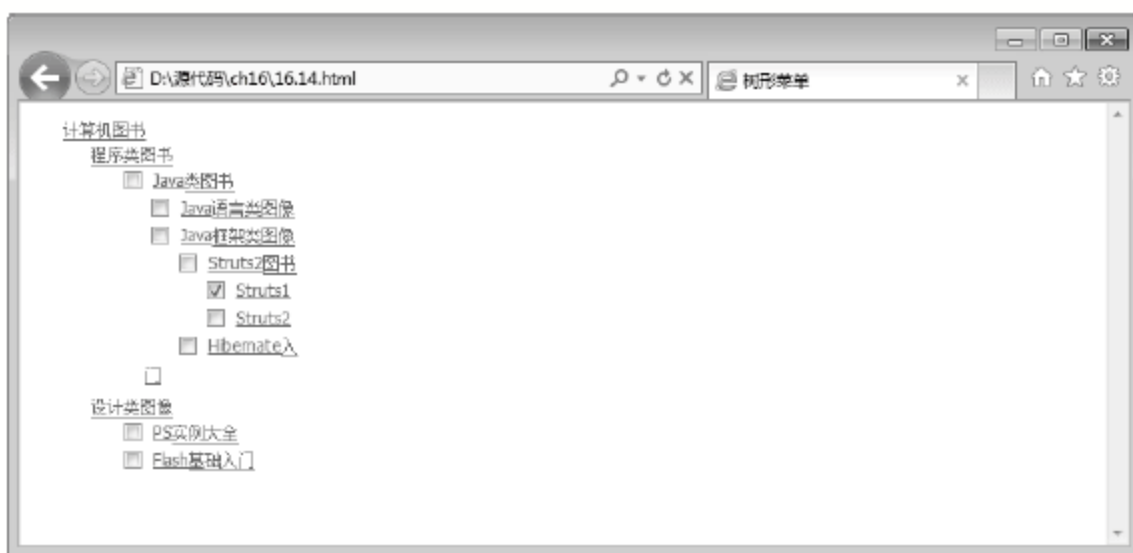 D:\源代码\ch16\16.14.html
树形菜单
计算机图书
程序类图书
Java类图书
Java语言类图像
Java框架类图像
Struts2图书
Struts1
Struts2
Hibernate入
门
设计类图像
PS实例大全
Flash基础入门